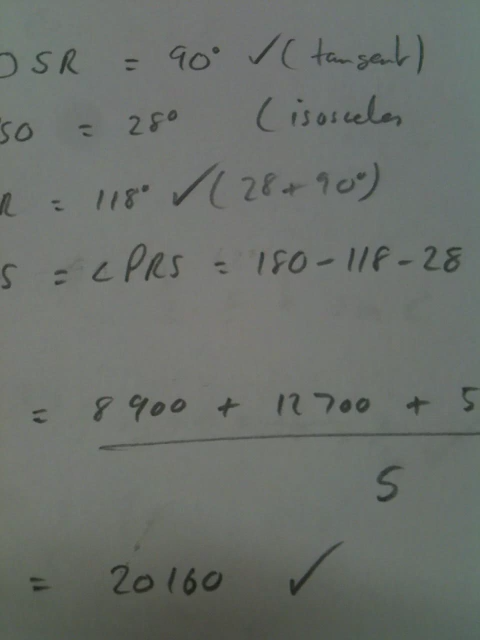 OSR = 90° ✓ (tangent)
SO = 28° (isosceles
R = 118° ✓ (28 + 90°)
S = <PRS = 180 - 118 - 28
= 8900 + 12700 + 5
5
= 20160 ✓